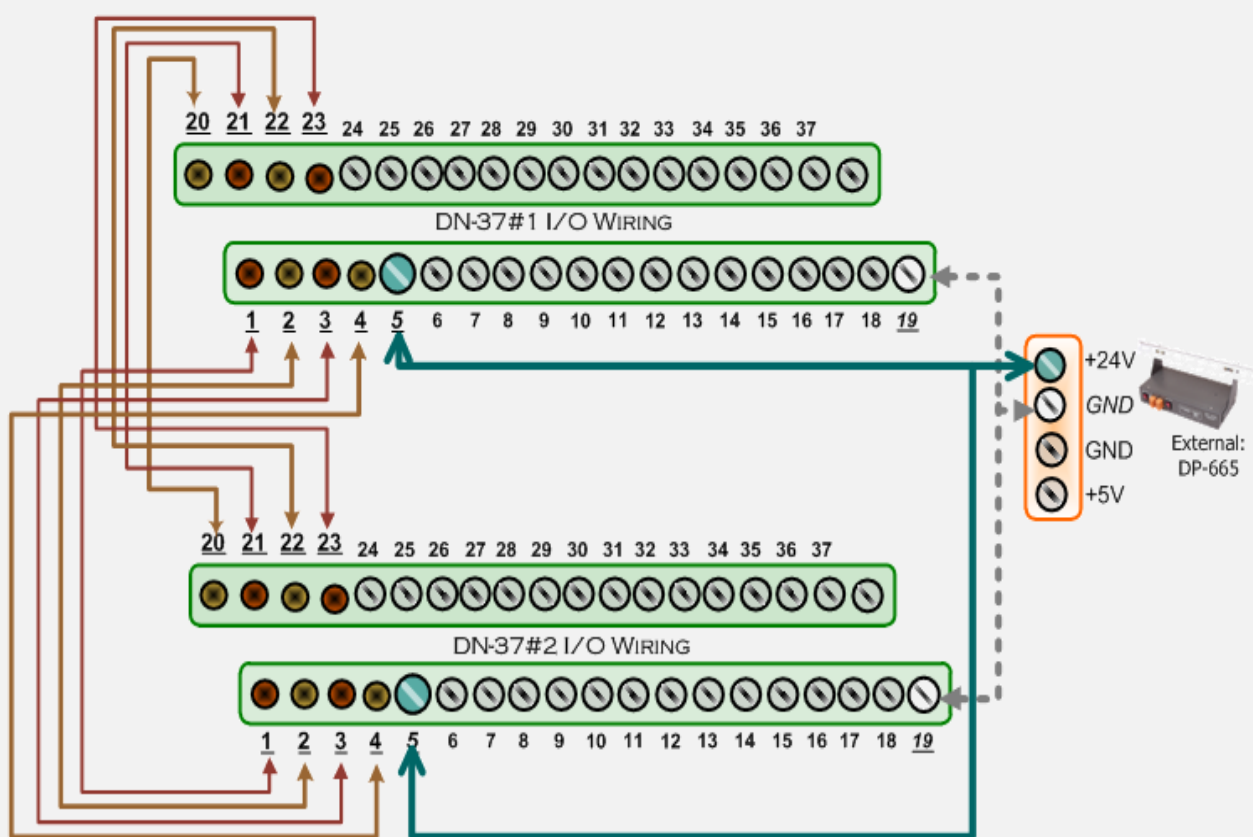 20 21 22 23 24 25 26 27 28 29 30 31 32 33 34 35 36 37
DN-37#1 I/O WIRING
1 2 3 4 5 6 7 8 9 10 11 12 13 14 15 16 17 18 19
+24V
GND
GND
+5V
External:
DP-665
20 21 22 23 24 25 26 27 28 29 30 31 32 33 34 35 36 37
DN-37#2 I/O WIRING
1 2 3 4 5 6 7 8 9 10 11 12 13 14 15 16 17 18 19